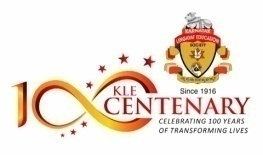 KARNATAK
LINGAYAT EDUCATION
SOCIETY
Since 1916
100
KLE
CENTENARY
CELEBRATING 100 YEARS
OF TRANSFORMING LIVES